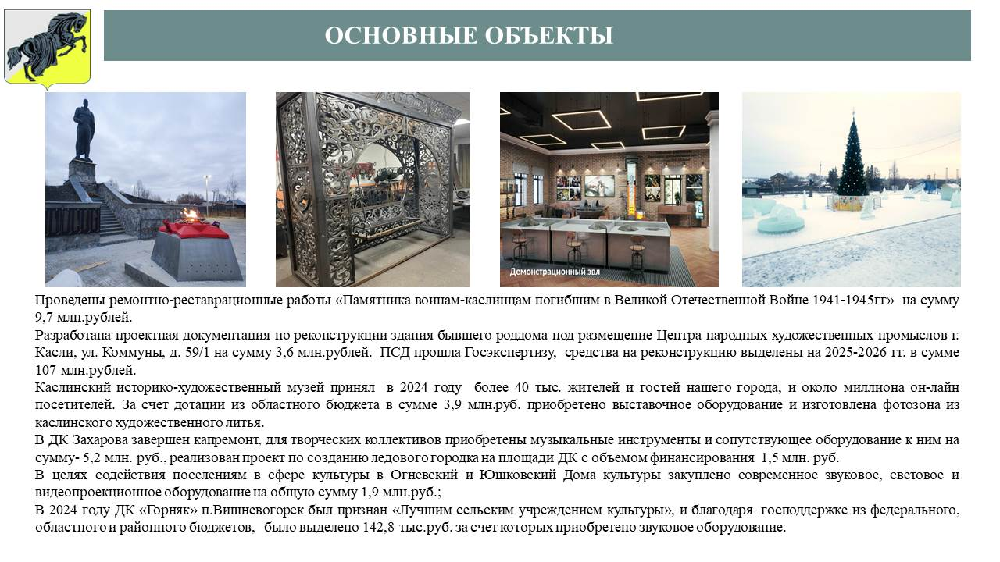 ОСНОВНЫЕ ОБЪЕКТЫ
Демонстрационный звл
Проведены ремонтно-реставрационные работы «Памятника воинам-каслинцам погибшим в Великой Отечественной Войне 1941-1945гг» на сумму
9,7 млн.рублей.
Разработана проектная документация по реконструкции здания бывшего роддома под размещение Центра народных художественных промыслов г.
Касли, ул. Коммуны, д. 59/1 на сумму 3,6 млн.рублей. ПСД прошла Госэкспертизу, средства на реконструкцию выделены на 2025-2026 гг. в сумме
107 млн.рублей.
Каслинский историко-художественный музей принял в 2024 году более 40 тыс. жителей и гостей нашего города, и около миллиона он-лайн
посетителей. За счет дотации из областного бюджета в сумме 3,9 млн.руб. приобретено выставочное оборудование и изготовлена фотозона из
каслинского художественного литья.
В ДК Захарова завершен капремонт, для творческих коллективов приобретены музыкальные инструменты и сопутствующее оборудование к ним на
сумму- 5,2 млн. руб., реализован проект по созданию ледового городка на площади ДК с объемом финансирования 1,5 млн. руб.
В целях содействия поселениям в сфере культуры в Огневский и Юшковский Дома культуры закуплено современное звуковое, световое и
видеопроекционное оборудование на общую сумму 1,9 млн.руб.;
В 2024 году ДК «Горняк» п.Вишневогорск был признан «Лучшим сельским учреждением культуры», и благодаря господдержке из федерального,
областного и районного бюджетов, было выделено 142,8 тыс.руб. за счет которых приобретено звуковое оборудование.